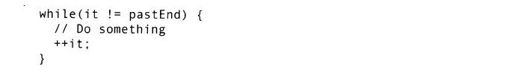 while(it != pastEnd) {
  // Do something
  ++it;
}